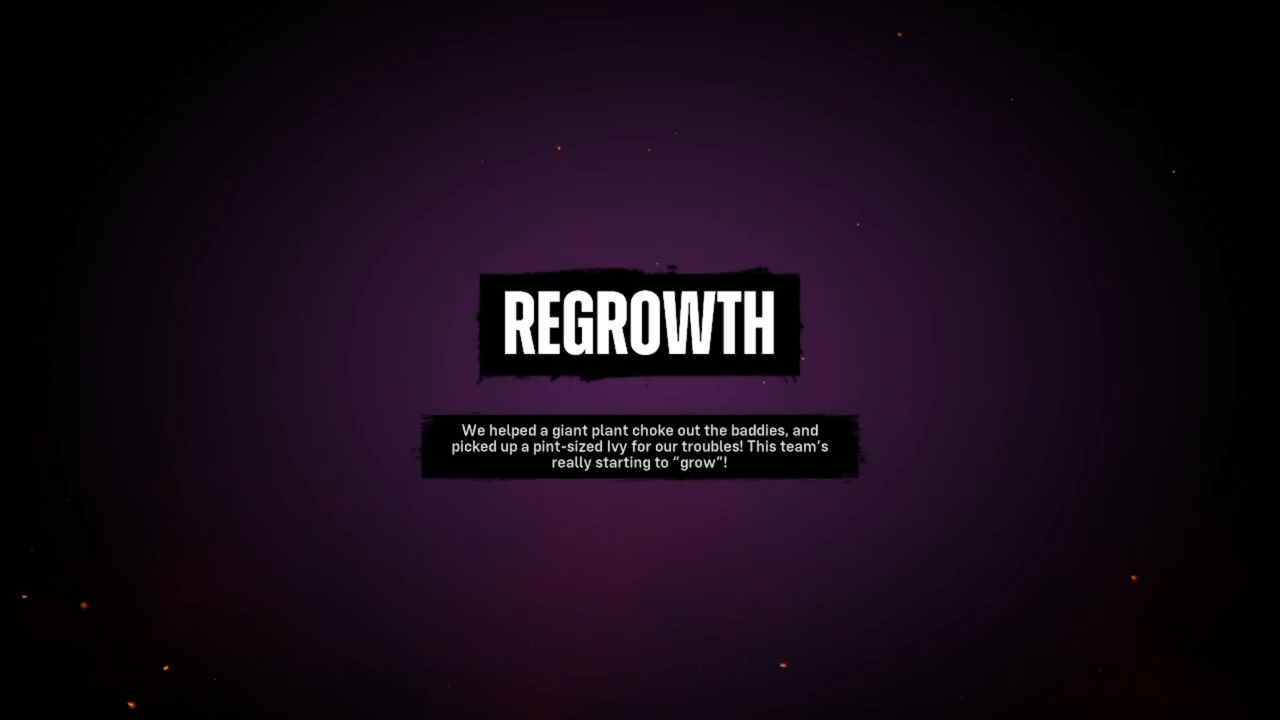 REGROWTH
We helped a giant plant choke out the baddies, and
picked up a pint-sized Ivy for our troubles! This team’s
really starting to “grow”!